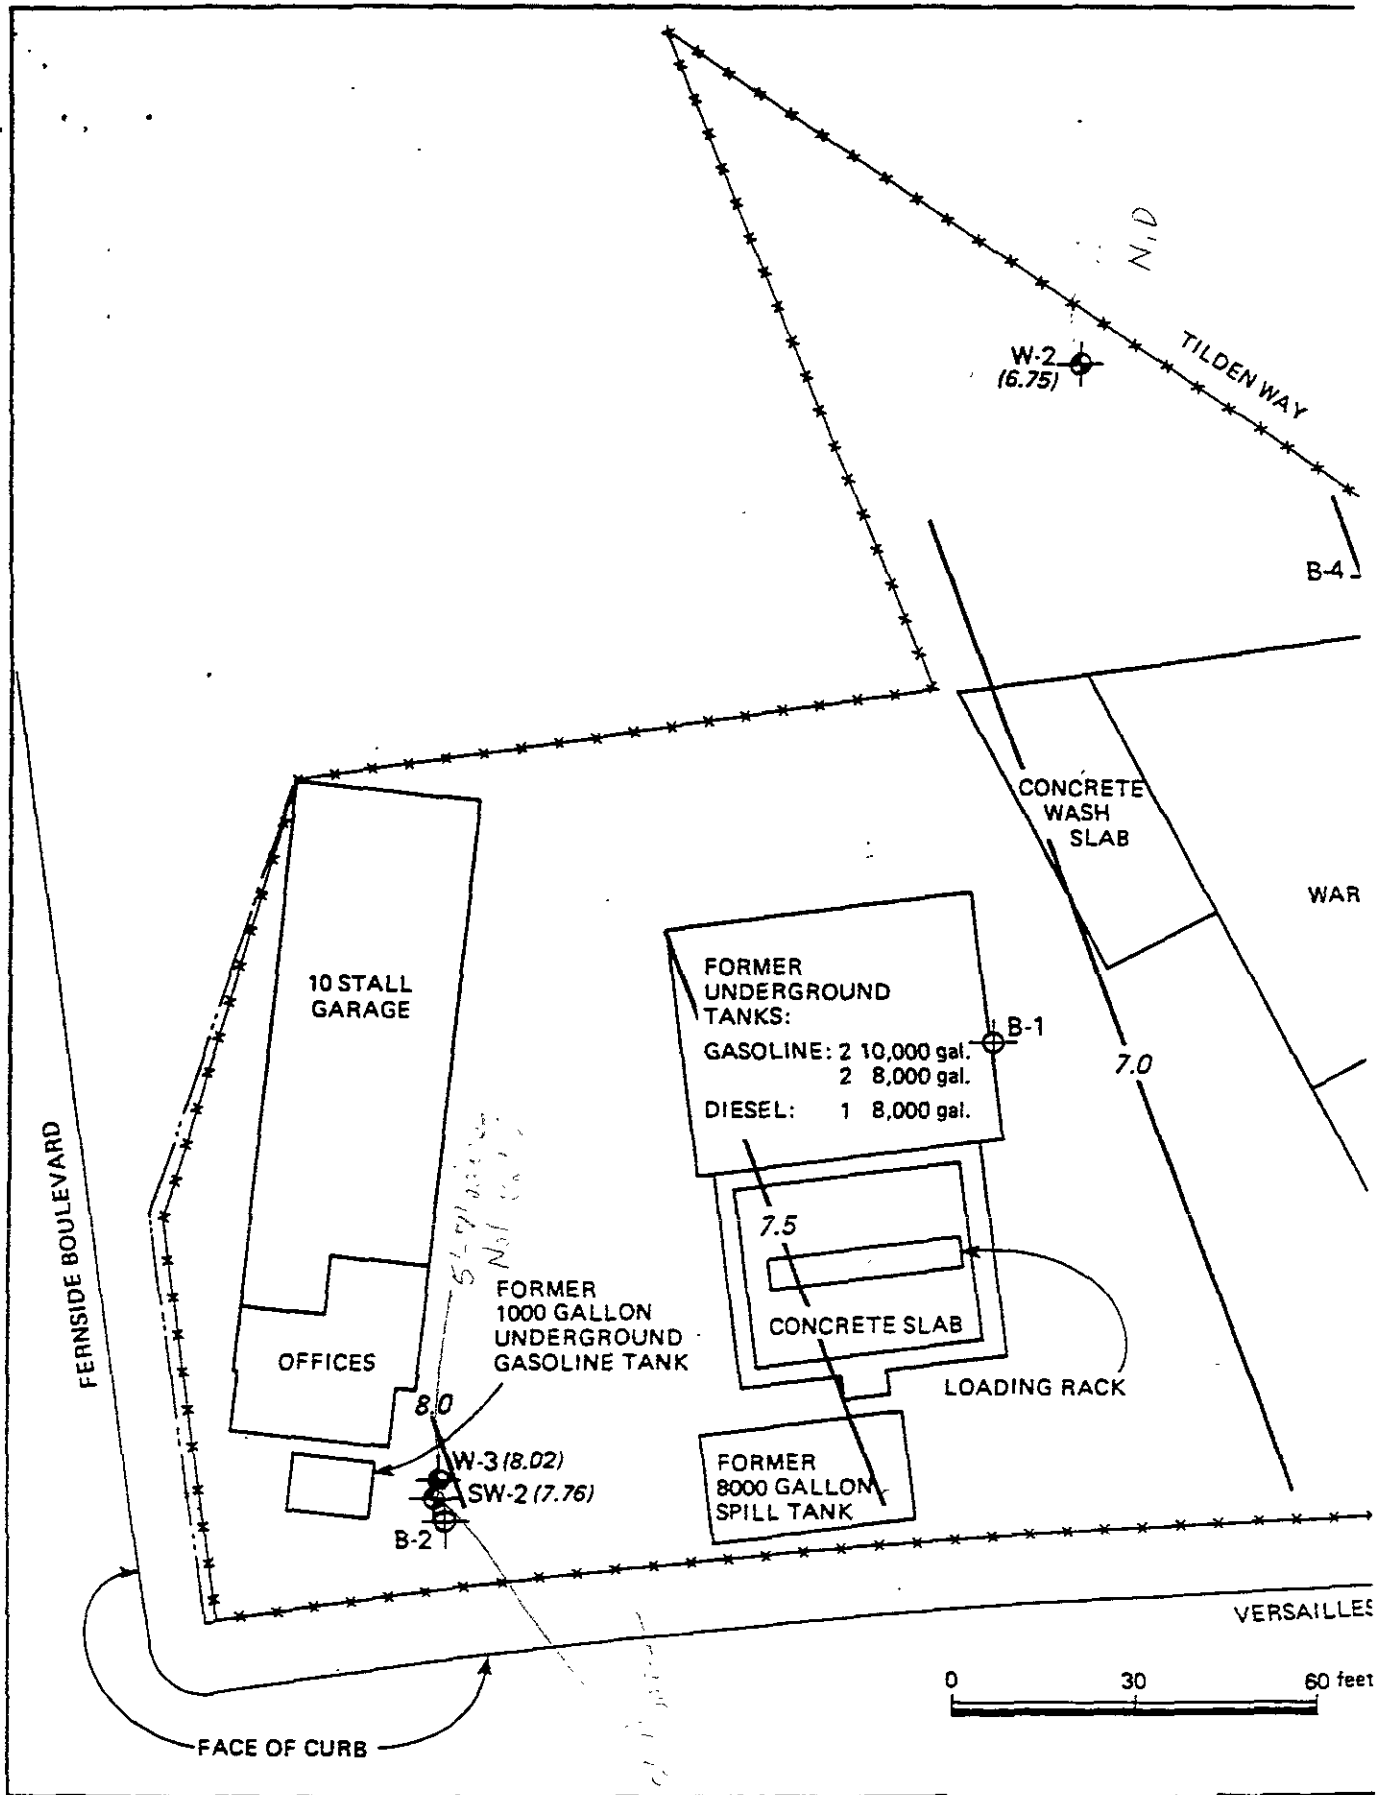 N.D
W-2
(6.75)
TILDEN WAY
B-4
CONCRETE
WASH
SLAB
WAR
10 STALL
GARAGE
FORMER
UNDERGROUND
TANKS:
GASOLINE: 2 10,000 gal.
2 8,000 gal.
DIESEL: 1 8,000 gal.
B-1
7.0
FERNSIDE BOULEVARD
7.5
FORMER
1000 GALLON
UNDERGROUND
GASOLINE TANK
CONCRETE SLAB
OFFICES
LOADING RACK
8.0
W-3 (8.02)
SW-2 (7.76)
B-2
FORMER
8000 GALLON
SPILL TANK
VERSAILLES
0 30 60 feet
FACE OF CURB